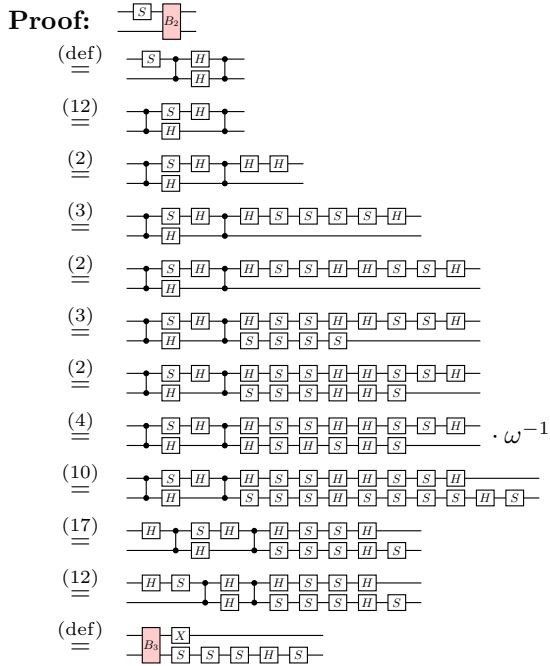 Proof: S B₂
(def) = S H H
(12) = S H H
(2) = S H H H H
(3) = S H H S S S S H H
(2) = S H H S S H H S S H H
(3) = S H H S S H H S S H H S S S S
(2) = S H H S S H H S S H H S S H H S
(4) = S H H S S H H S S H H S H S H S · ω⁻¹
(10) = S H H S S H H S S H H S S H S S S S H S
(17) = H S H H S S S H H S S S H S
(12) = H S H H S S S H H S S S H S
(def) = B₃ X S S S H S